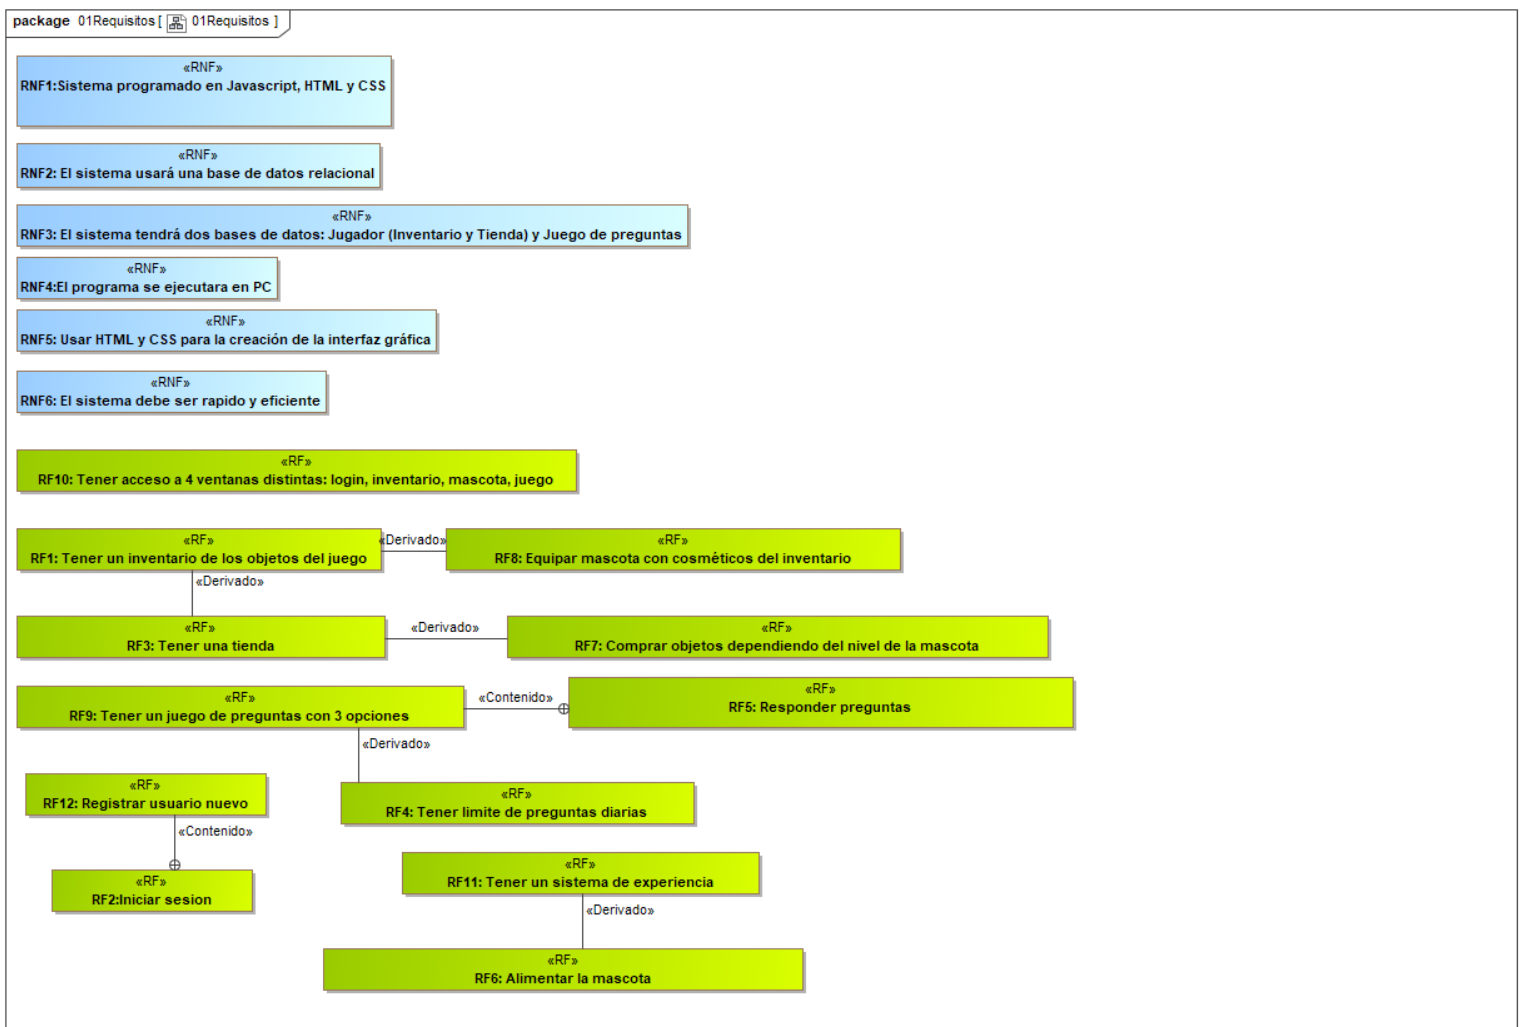 package 01Requisitos [ 01Requisitos ]
«RNF»
RNF1:Sistema programado en Javascript, HTML y CSS
«RNF»
RNF2: El sistema usará una base de datos relacional
«RNF»
RNF3: El sistema tendrá dos bases de datos: Jugador (Inventario y Tienda) y Juego de preguntas
«RNF»
RNF4:El programa se ejecutara en PC
«RNF»
RNF5: Usar HTML y CSS para la creación de la interfaz gráfica
«RNF»
RNF6: El sistema debe ser rapido y eficiente
«RF»
RF10: Tener acceso a 4 ventanas distintas: login, inventario, mascota, juego
«RF»
RF1: Tener un inventario de los objetos del juego
«Derivado»
«RF»
RF8: Equipar mascota con cosméticos del inventario
«Derivado»
«RF»
RF3: Tener una tienda
«Derivado»
«RF»
RF7: Comprar objetos dependiendo del nivel de la mascota
«RF»
RF9: Tener un juego de preguntas con 3 opciones
«Contenido»
«RF»
RF5: Responder preguntas
«Derivado»
«RF»
RF12: Registrar usuario nuevo
«RF»
RF4: Tener limite de preguntas diarias
«Contenido»
«RF»
RF2:Iniciar sesion
«RF»
RF11: Tener un sistema de experiencia
«Derivado»
«RF»
RF6: Alimentar la mascota